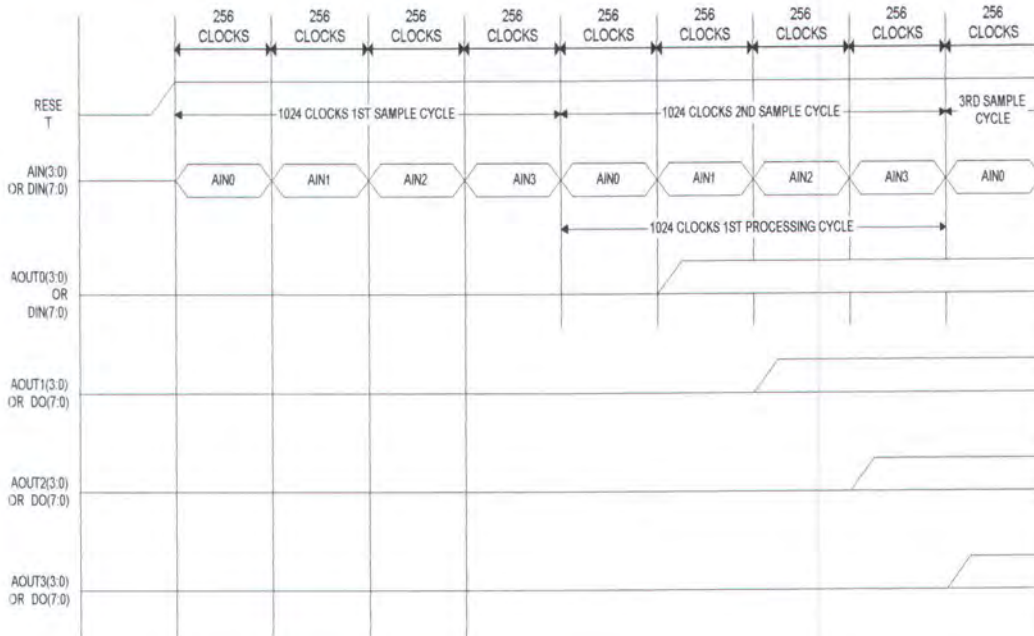 256 CLOCKS
256 CLOCKS
256 CLOCKS
256 CLOCKS
256 CLOCKS
256 CLOCKS
256 CLOCKS
256 CLOCKS
256 CLOCKS
RESE
T
1024 CLOCKS 1ST SAMPLE CYCLE
1024 CLOCKS 2ND SAMPLE CYCLE
3RD SAMPLE
CYCLE
AIN(3:0)
OR DIN(7:0)
AIN0
AIN1
AIN2
AIN3
AIN0
AIN1
AIN2
AIN3
AIN0
1024 CLOCKS 1ST PROCESSING CYCLE
AOUT0(3:0)
OR
DIN(7:0)
AOUT1(3:0)
OR DO(7:0)
AOUT2(3:0)
OR DO(7:0)
AOUT3(3:0)
OR DO(7:0)